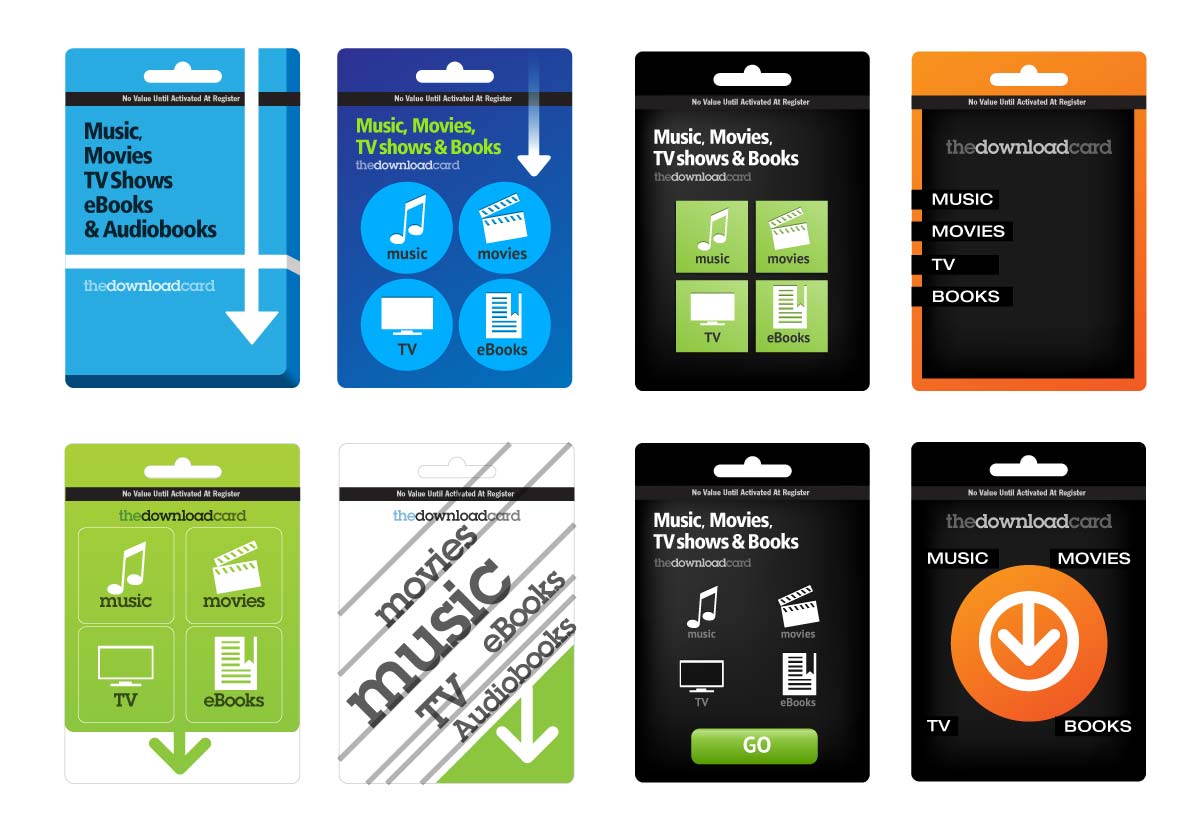 No Value Until Activated At Register
Music,
Movies
TV Shows
eBooks
& Audiobooks
thedownloadcard
No Value Until Activated At Register
Music, Movies,
TV shows & Books
thedownloadcard
music
movies
TV
eBooks
No Value Until Activated At Register
Music, Movies,
TV shows & Books
thedownloadcard
music
movies
TV
eBooks
No Value Until Activated At Register
thedownloadcard
MUSIC
MOVIES
TV
BOOKS
No Value Until Activated At Register
thedownloadcard
music
movies
TV
eBooks
No Value Until Activated At Register
thedownloadcard
movies
music
eBooks
TV
Audiobooks
No Value Until Activated At Register
Music, Movies,
TV shows & Books
thedownloadcard
music
movies
TV
eBooks
GO
No Value Until Activated At Register
thedownloadcard
MUSIC
MOVIES
TV
BOOKS